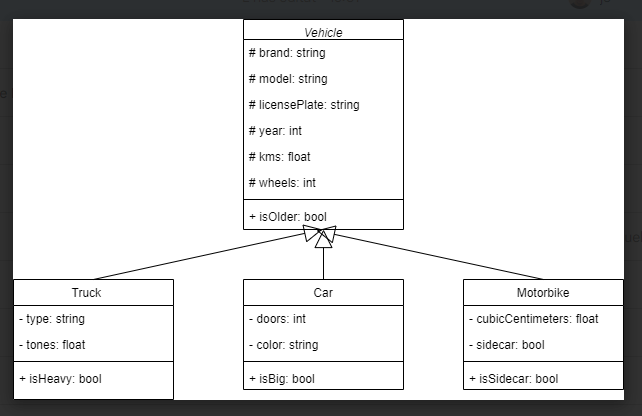 Vehicle
# brand: string
# model: string
# licensePlate: string
# year: int
# kms: float
# wheels: int
+ isOlder: bool
Truck
- type: string
- tones: float
+ isHeavy: bool
Car
- doors: int
- color: string
+ isBig: bool
Motorbike
- cubicCentimeters: float
- sidecar: bool
+ isSidecar: bool